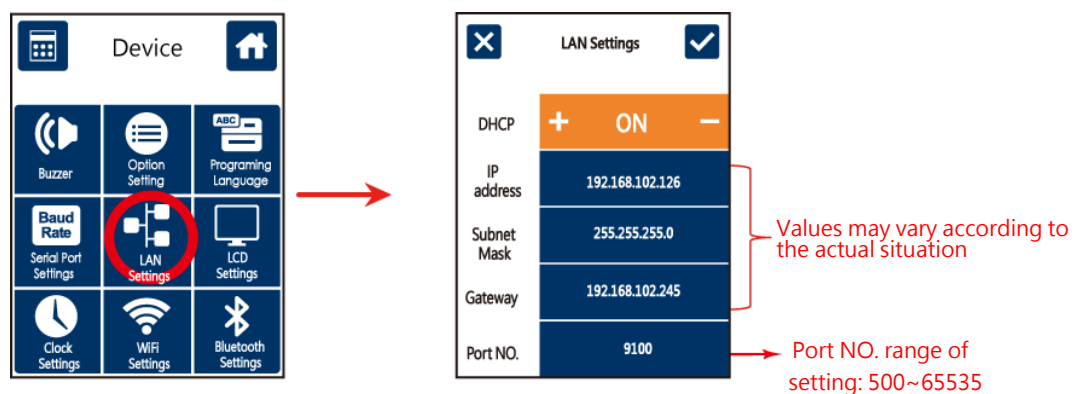 Device
Buzzer
Option
Setting
ABC
Programing
Language
Baud
Rate
Serial Port
Settings
LAN
Settings
LCD
Settings
Clock
Settings
WiFi
Settings
Bluetooth
Settings
LAN Settings
DHCP
+ ON −
IP
address
192.168.102.126
Subnet
Mask
255.255.255.0
Gateway
192.168.102.245
Port NO.
9100
Values may vary according to
the actual situation
Port NO. range of
setting: 500~65535